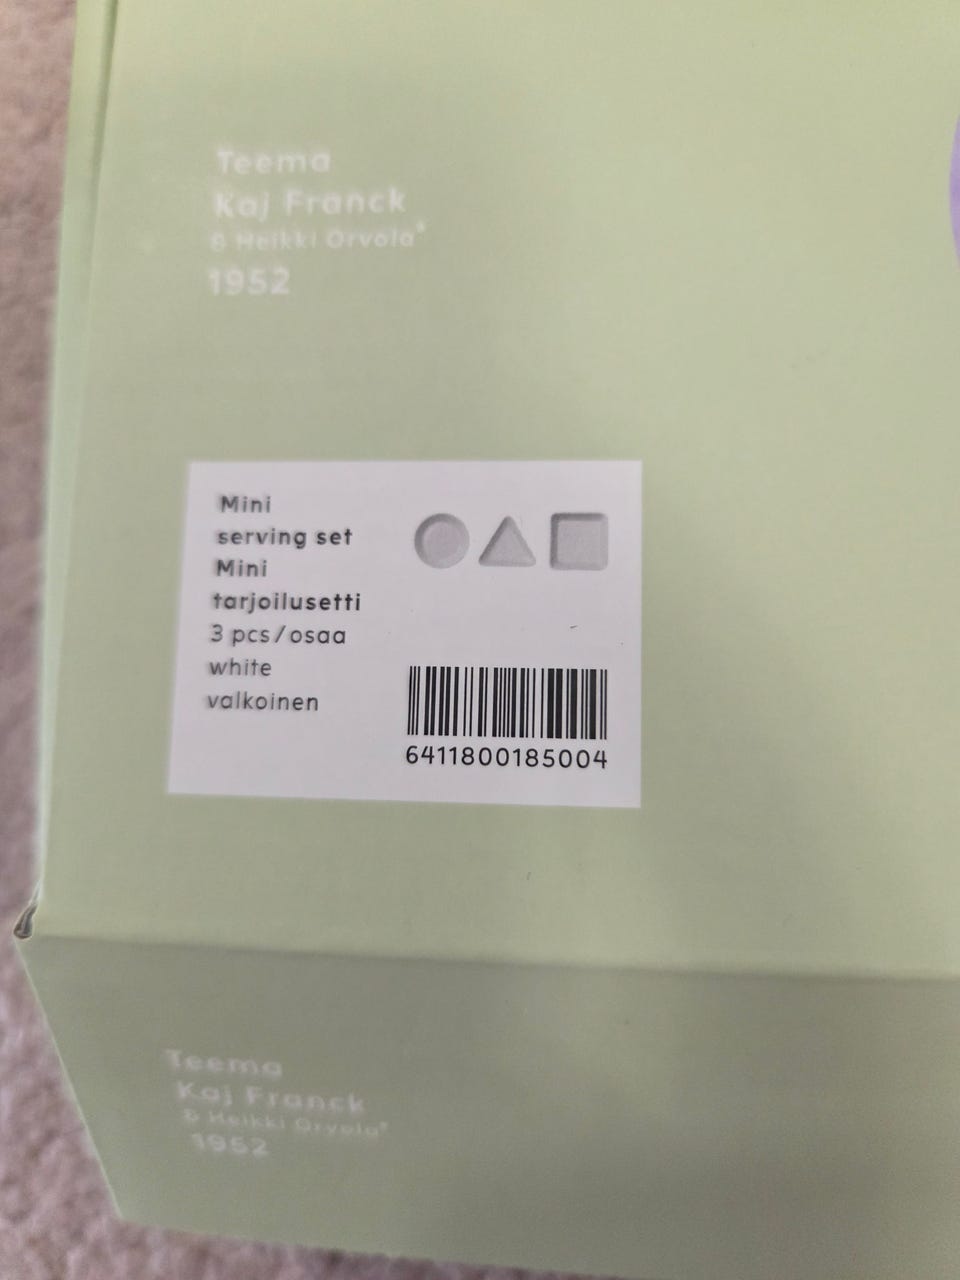 Teema
Kaj Franck
& Heikki Orvola*
1952
Mini
serving set
Mini
tarjoilusetti
3 pcs/osaa
white
valkoinen
6411800185004
Teema
Kaj Franck
& Heikki Orvola*
1952